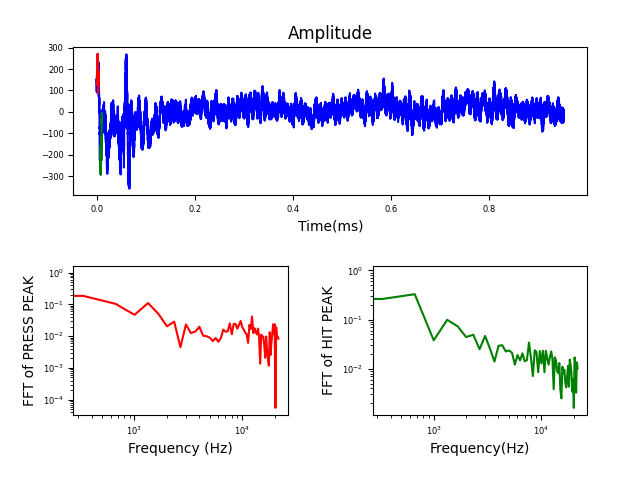 Amplitude
300
200
100
0
−100
−200
−300
0.0 0.2 0.4 0.6 0.8
Time(ms)
FFT of PRESS PEAK
10⁰
10⁻¹
10⁻²
10⁻³
10⁻⁴
10³ 10⁴
Frequency (Hz)
FFT of HIT PEAK
10⁰
10⁻¹
10⁻²
10³ 10⁴
Frequency(Hz)